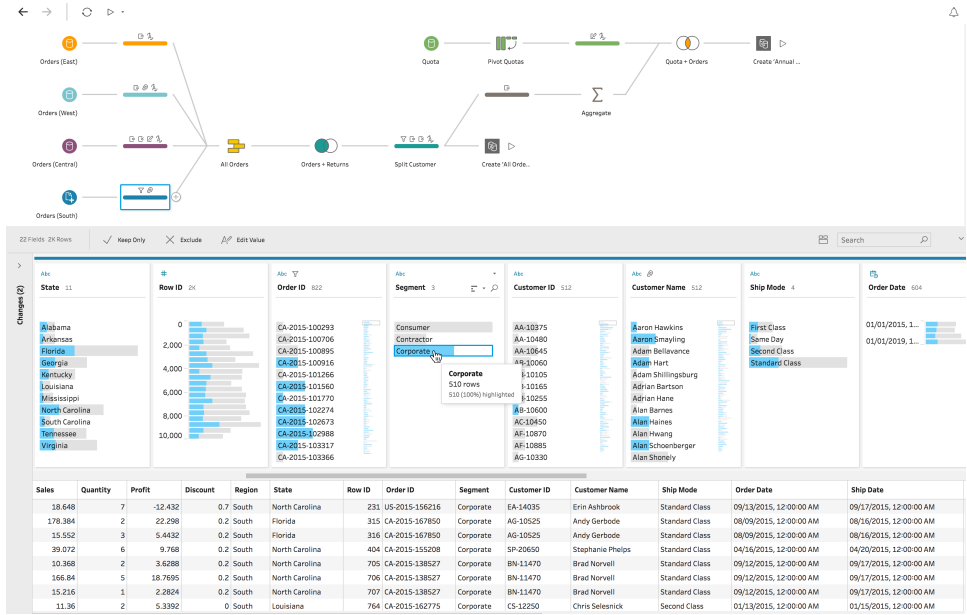 Orders (East)
Quota
Pivot Quotas
Quota + Orders
Create 'Annual ...
Orders (West)
Aggregate
Orders (Central)
All Orders
Orders + Returns
Split Customer
Create 'All Orde...
Orders (South)
22 Fields 2K Rows
Keep Only
Exclude
Edit Value
Search
Changes (2)
Abc
State 11
Alabama
Arkansas
Florida
Georgia
Kentucky
Louisiana
Mississippi
North Carolina
South Carolina
Tennessee
Virginia
#
Row ID 2K
0
2,000
4,000
6,000
8,000
10,000
Abc
Order ID 822
CA-2015-100293
CA-2015-100706
CA-2015-100895
CA-2015-100916
CA-2015-101266
CA-2015-101560
CA-2015-101770
CA-2015-102274
CA-2015-102673
CA-2015-102988
CA-2015-103317
CA-2015-103366
Abc
Segment 3
Consumer
Contractor
Corporate
Corporate
510 rows
510 (100%) highlighted
Abc
Customer ID 512
AA-10375
AA-10480
AA-10645
AB-10060
AB-10105
AB-10165
AB-10255
AB-10600
AC-10450
AF-10870
AF-10885
AG-10330
Abc
Customer Name 512
Aaron Hawkins
Aaron Smayling
Adam Bellavance
Adam Hart
Adam Shillingsburg
Adrian Barton
Adrian Hane
Alan Barnes
Alan Haines
Alan Hwang
Alan Schoenberger
Alan Shonely
Abc
Ship Mode 4
First Class
Same Day
Second Class
Standard Class
Order Date 604
01/01/2015, 1...
01/01/2019, 1...
Sales Quantity Profit Discount Region State Row ID Order ID Segment Customer ID Customer Name Ship Mode Order Date Ship Date
18.648 7 -12.432 0.7 South North Carolina 231 US-2015-156216 Corporate EA-14035 Erin Ashbrook Standard Class 09/13/2015, 12:00:00 AM 09/17/2015, 12:00:00 AM
178.384 2 22.298 0.2 South Florida 315 CA-2015-167850 Corporate AG-10525 Andy Gerbode Standard Class 08/09/2015, 12:00:00 AM 08/16/2015, 12:00:00 AM
15.552 3 5.4432 0.2 South Florida 316 CA-2015-167850 Corporate AG-10525 Andy Gerbode Standard Class 08/09/2015, 12:00:00 AM 08/16/2015, 12:00:00 AM
39.072 6 9.768 0.2 South North Carolina 404 CA-2015-155208 Corporate SP-20650 Stephanie Phelps Standard Class 04/16/2015, 12:00:00 AM 04/20/2015, 12:00:00 AM
10.368 2 3.6288 0.2 South North Carolina 705 CA-2015-138527 Corporate BN-11470 Brad Norvell Standard Class 09/12/2015, 12:00:00 AM 09/17/2015, 12:00:00 AM
166.84 5 18.7695 0.2 South North Carolina 706 CA-2015-138527 Corporate BN-11470 Brad Norvell Standard Class 09/12/2015, 12:00:00 AM 09/17/2015, 12:00:00 AM
15.216 1 2.2824 0.2 South North Carolina 707 CA-2015-138527 Corporate BN-11470 Brad Norvell Standard Class 09/12/2015, 12:00:00 AM 09/17/2015, 12:00:00 AM
11.36 2 5.3392 0 South Louisiana 764 CA-2015-162775 Corporate CS-12250 Chris Selesnick Second Class 01/13/2015, 12:00:00 AM 01/15/2015, 12:00:00 AM